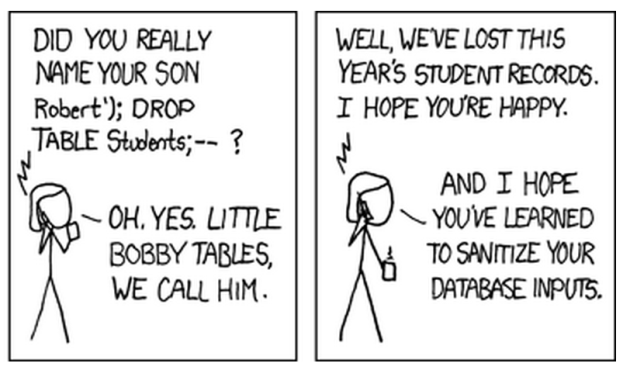 DID YOU REALLY
NAME YOUR SON
Robert'); DROP
TABLE Students;-- ?
OH. YES. LITTLE
BOBBY TABLES,
WE CALL HIM.
WELL, WE'VE LOST THIS
YEAR'S STUDENT RECORDS.
I HOPE YOU'RE HAPPY.
AND I HOPE
YOU'VE LEARNED
TO SANITIZE YOUR
DATABASE INPUTS.